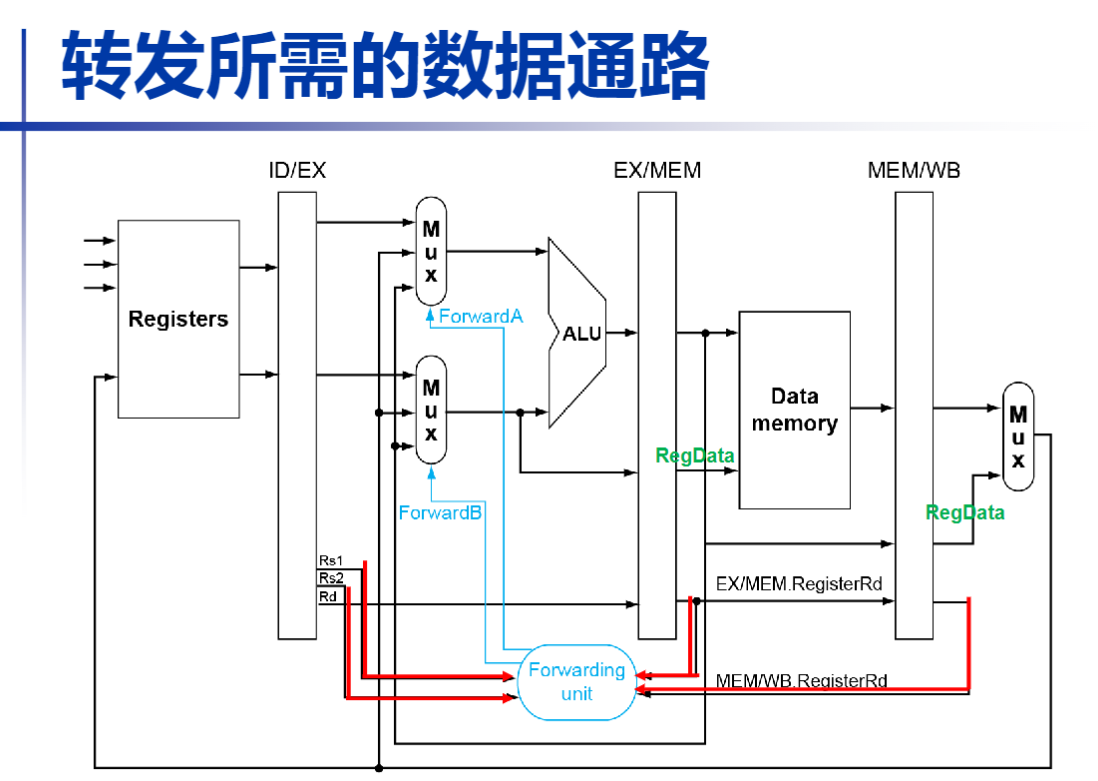 转发所需的数据通路
ID/EX
EX/MEM
MEM/WB
Mux
Registers
ForwardA
ALU
Mux
Data
memory
Mux
RegData
ForwardB
RegData
Rs1
Rs2
Rd
EX/MEM.RegisterRd
Forwarding
unit
MEM/WB.RegisterRd